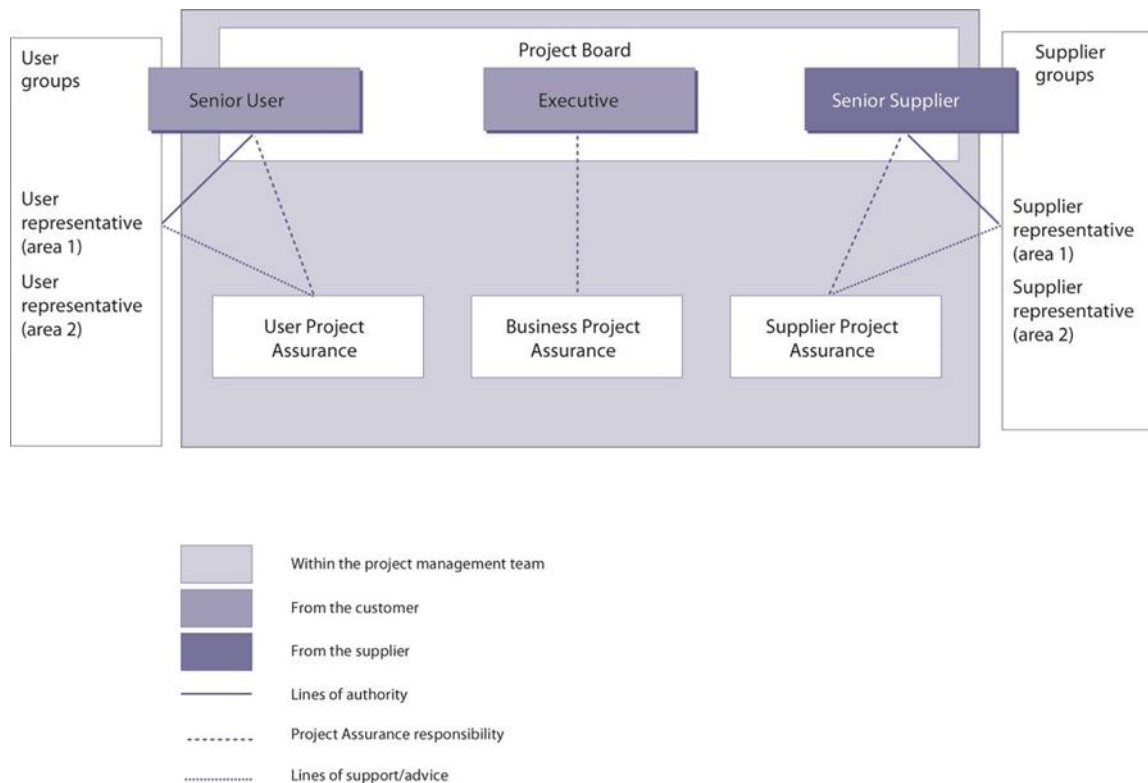 Project Board
User
groups
Senior User
Executive
Senior Supplier
Supplier
groups
User
representative
(area 1)
User
representative
(area 2)
Supplier
representative
(area 1)
Supplier
representative
(area 2)
User Project
Assurance
Business Project
Assurance
Supplier Project
Assurance
Within the project management team
From the customer
From the supplier
Lines of authority
Project Assurance responsibility
Lines of support/advice